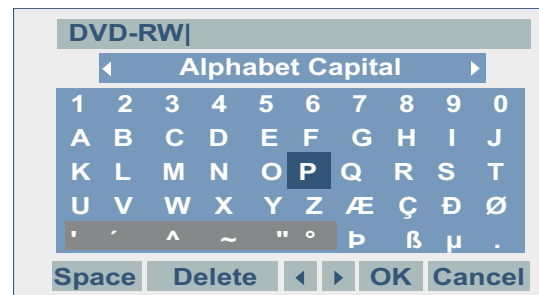 DVD-RW|
Alphabet Capital
1 2 3 4 5 6 7 8 9 0
A B C D E F G H I J
K L M N O P Q R S T
U V W X Y Z Æ Ç Ð Ø
' ´ ^ ~ " ° Þ ß µ .
Space Delete OK Cancel